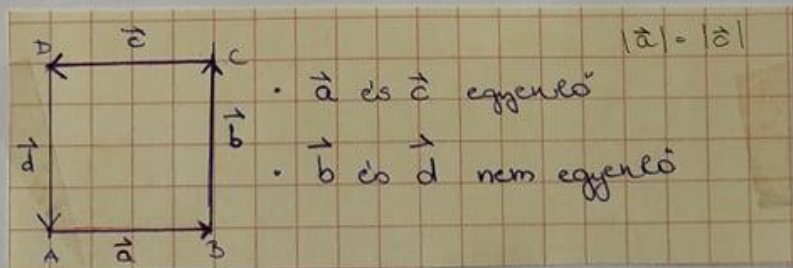 D c⃗ C |a⃗| = |c⃗|
• a⃗ és c⃗ egyenlő
d⃗ b⃗
• b⃗ és d⃗ nem egyenlő
A a⃗ B